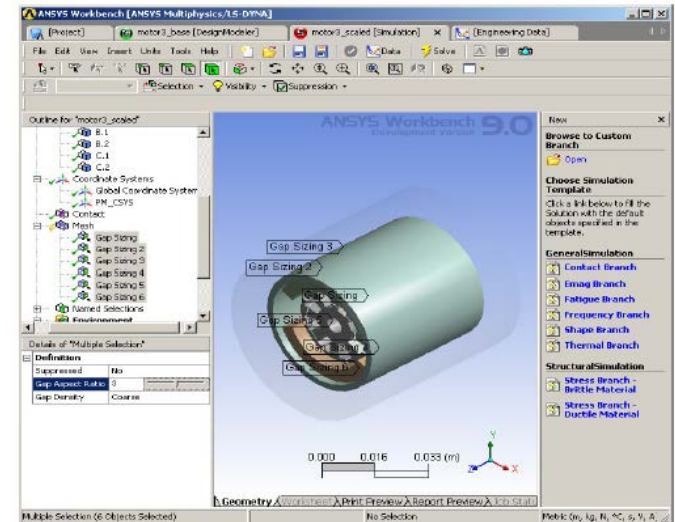 ANSYS Workbench [ANSYS Multiphysics/LS-DYNA]
[Project]
motor3_base [DesignModeler]
motor3_scaled [Simulation]
[Engineering Data]
File Edit View Insert Units Tools Help
Data
Solve
Selection
Visibility
Suppression
Outline for "motor3_scaled"
B.1
B.2
C.1
C.2
Coordinate Systems
Global Coordinate System
PM_CSYS
Contact
Mesh
Gap Sizing
Gap Sizing 2
Gap Sizing 3
Gap Sizing 4
Gap Sizing 5
Gap Sizing 6
Named Selections
Environment
Details of "Multiple Selection"
Definition
Suppressed No
Gap Aspect Ratio 3
Gap Density Coarse
ANSYS Workbench 9.0
Development Version
Gap Sizing 3
Gap Sizing 2
Gap Sizing
Gap Sizing 5
Gap Sizing
Gap Sizing 6
0.000 0.016 0.033 (m)
Y
Z
X
Geometry
Worksheet
Print Preview
Report Preview
Job Stati
New
Browse to Custom
Branch
Open
Choose Simulation
Template
Click a link below to fill the
Solution with the default
objects specified in the
template.
GeneralSimulation
Contact Branch
Emag Branch
Fatigue Branch
Frequency Branch
Shape Branch
Thermal Branch
StructuralSimulation
Stress Branch -
Brittle Material
Stress Branch -
Ductile Material
Multiple Selection (6 Objects Selected)
No Selection
Metric (m, kg, N, °C, s, V, A)